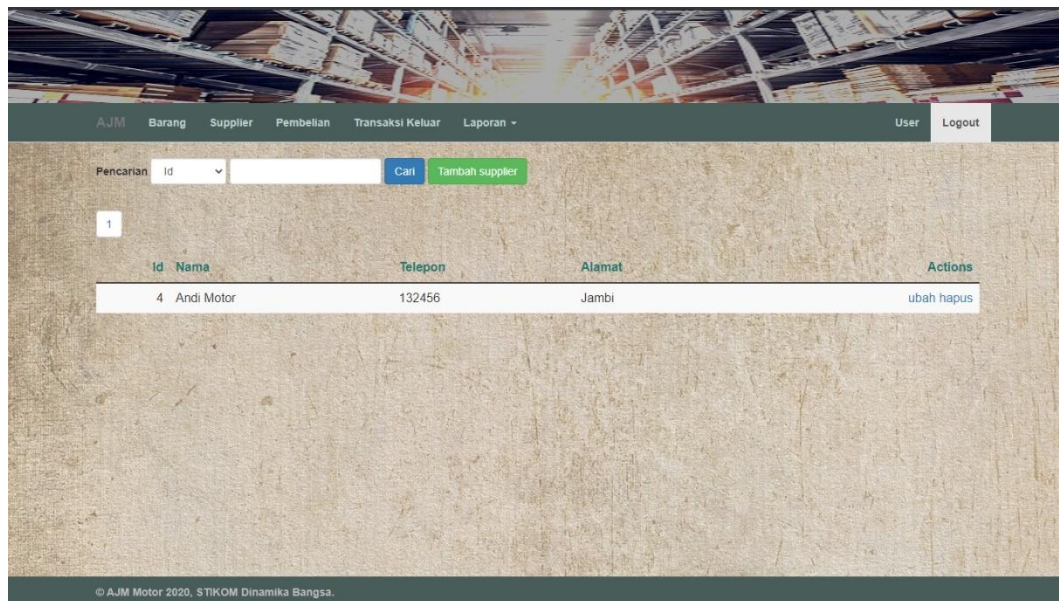 AJM Barang Supplier Pembelian Transaksi Keluar Laporan User Logout
Pencarian Id Cari Tambah supplier
1
Id Nama Telepon Alamat Actions
4 Andi Motor 132456 Jambi ubah hapus
© AJM Motor 2020, STIKOM Dinamika Bangsa.